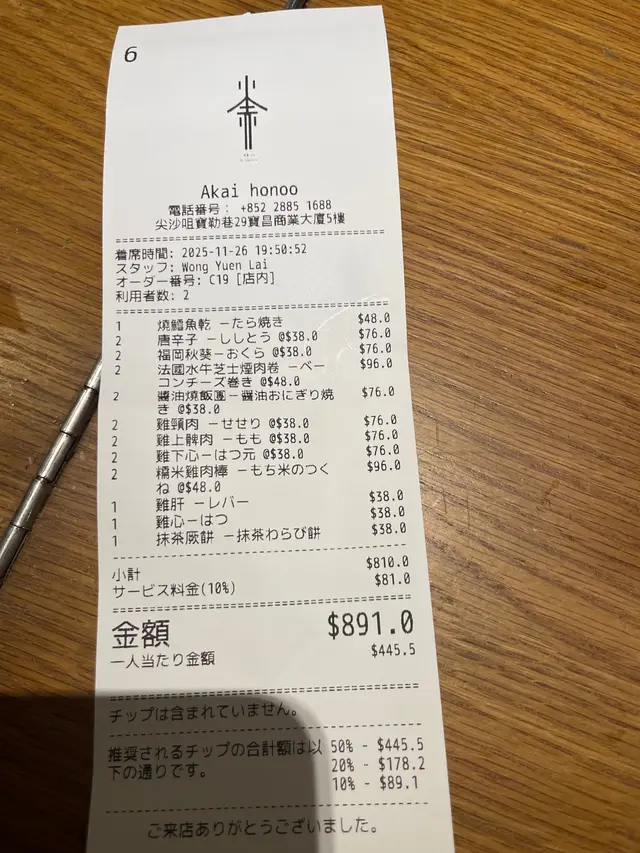 6
Akai honoo
電話番号： +852 2885 1688
尖沙咀寶勒巷29寶昌商業大廈5樓
着席時間: 2025-11-26 19:50:52
スタッフ: Wong Yuen Lai
オーダー番号: C19 [店内]
利用者数: 2
1 燒鱈魚乾 －たら焼き $48.0
2 唐辛子 －ししとう @$38.0 $76.0
2 福岡秋葵－おくら @$38.0 $76.0
2 法國水牛芝士煙肉卷 －ベー $96.0
コンチーズ巻き @$48.0
2 醬油燒飯團－醤油おにぎり焼 $76.0
き @$38.0
2 雞頸肉 －せせり @$38.0 $76.0
2 雞上髀肉 －もも @$38.0 $76.0
2 雞下心－はつ元 @$38.0 $76.0
2 糯米雞肉棒 －もち米のつく $96.0
ね @$48.0
1 雞肝 －レバー $38.0
1 雞心－はつ $38.0
1 抹茶厥餅 －抹茶わらび餅 $38.0
小計 $810.0
サービス料金(10%) $81.0
金額 $891.0
一人当たり金額 $445.5
チップは含まれていません。
推奨されるチップの合計額は以 50% - $445.5
下の通りです。 20% - $178.2
10% - $89.1
ご来店ありがとうございました。